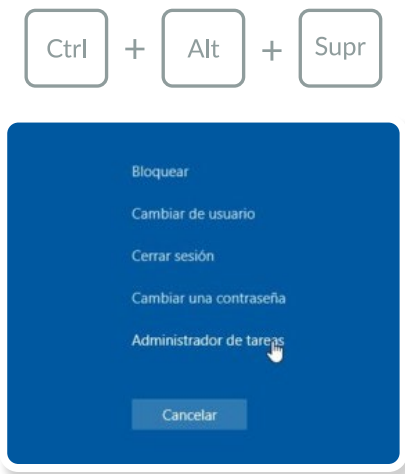 Ctrl + Alt + Supr
Bloquear
Cambiar de usuario
Cerrar sesión
Cambiar una contraseña
Administrador de tareas
Cancelar